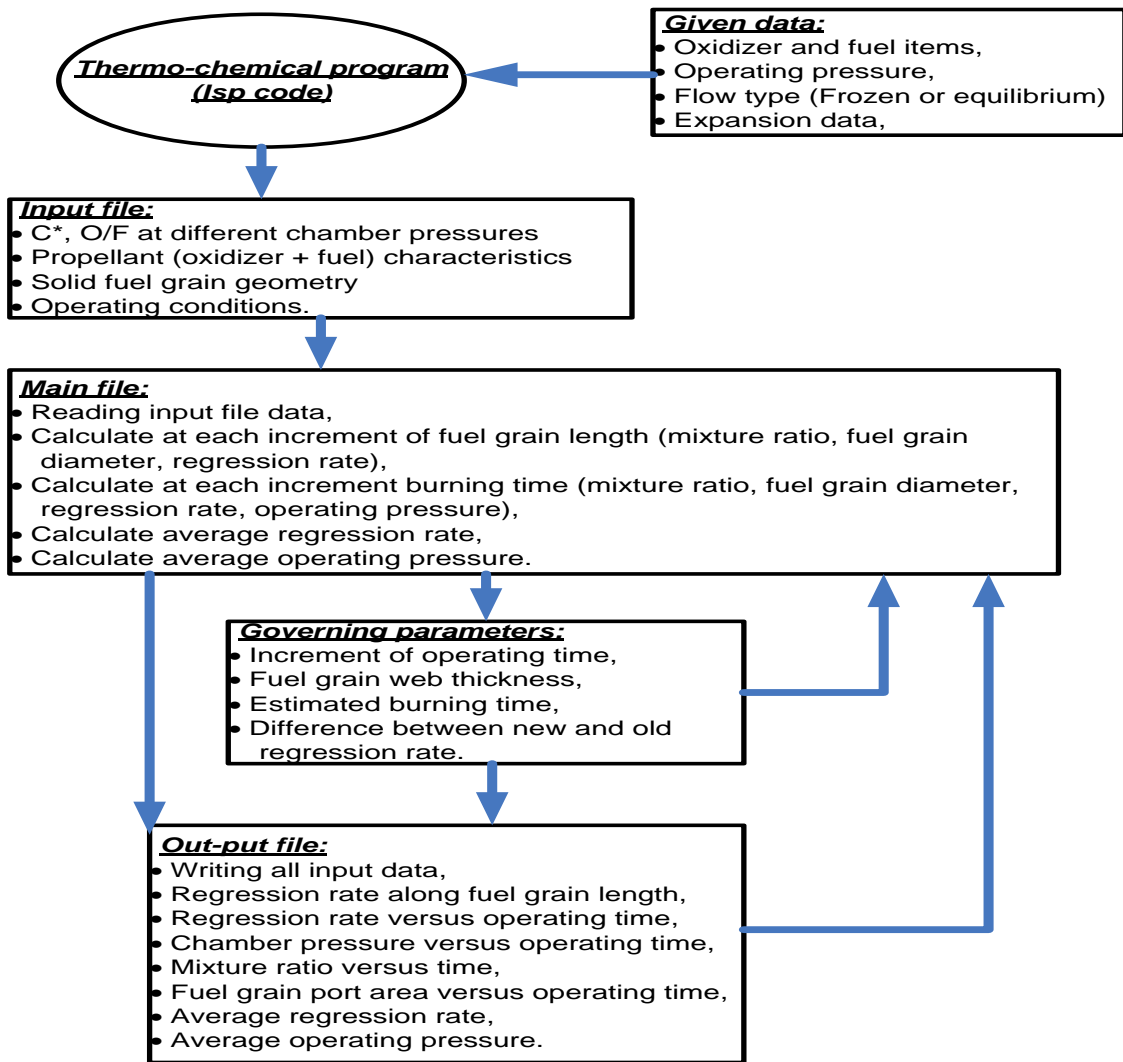 Thermo-chemical program
(Isp code)
Given data:
• Oxidizer and fuel items,
• Operating pressure,
• Flow type (Frozen or equilibrium)
• Expansion data,
Input file:
• C*, O/F at different chamber pressures
• Propellant (oxidizer + fuel) characteristics
• Solid fuel grain geometry
• Operating conditions.
Main file:
• Reading input file data,
• Calculate at each increment of fuel grain length (mixture ratio, fuel grain
diameter, regression rate),
• Calculate at each increment burning time (mixture ratio, fuel grain diameter,
regression rate, operating pressure),
• Calculate average regression rate,
• Calculate average operating pressure.
Governing parameters:
• Increment of operating time,
• Fuel grain web thickness,
• Estimated burning time,
• Difference between new and old
regression rate.
Out-put file:
• Writing all input data,
• Regression rate along fuel grain length,
• Regression rate versus operating time,
• Chamber pressure versus operating time,
• Mixture ratio versus time,
• Fuel grain port area versus operating time,
• Average regression rate,
• Average operating pressure.